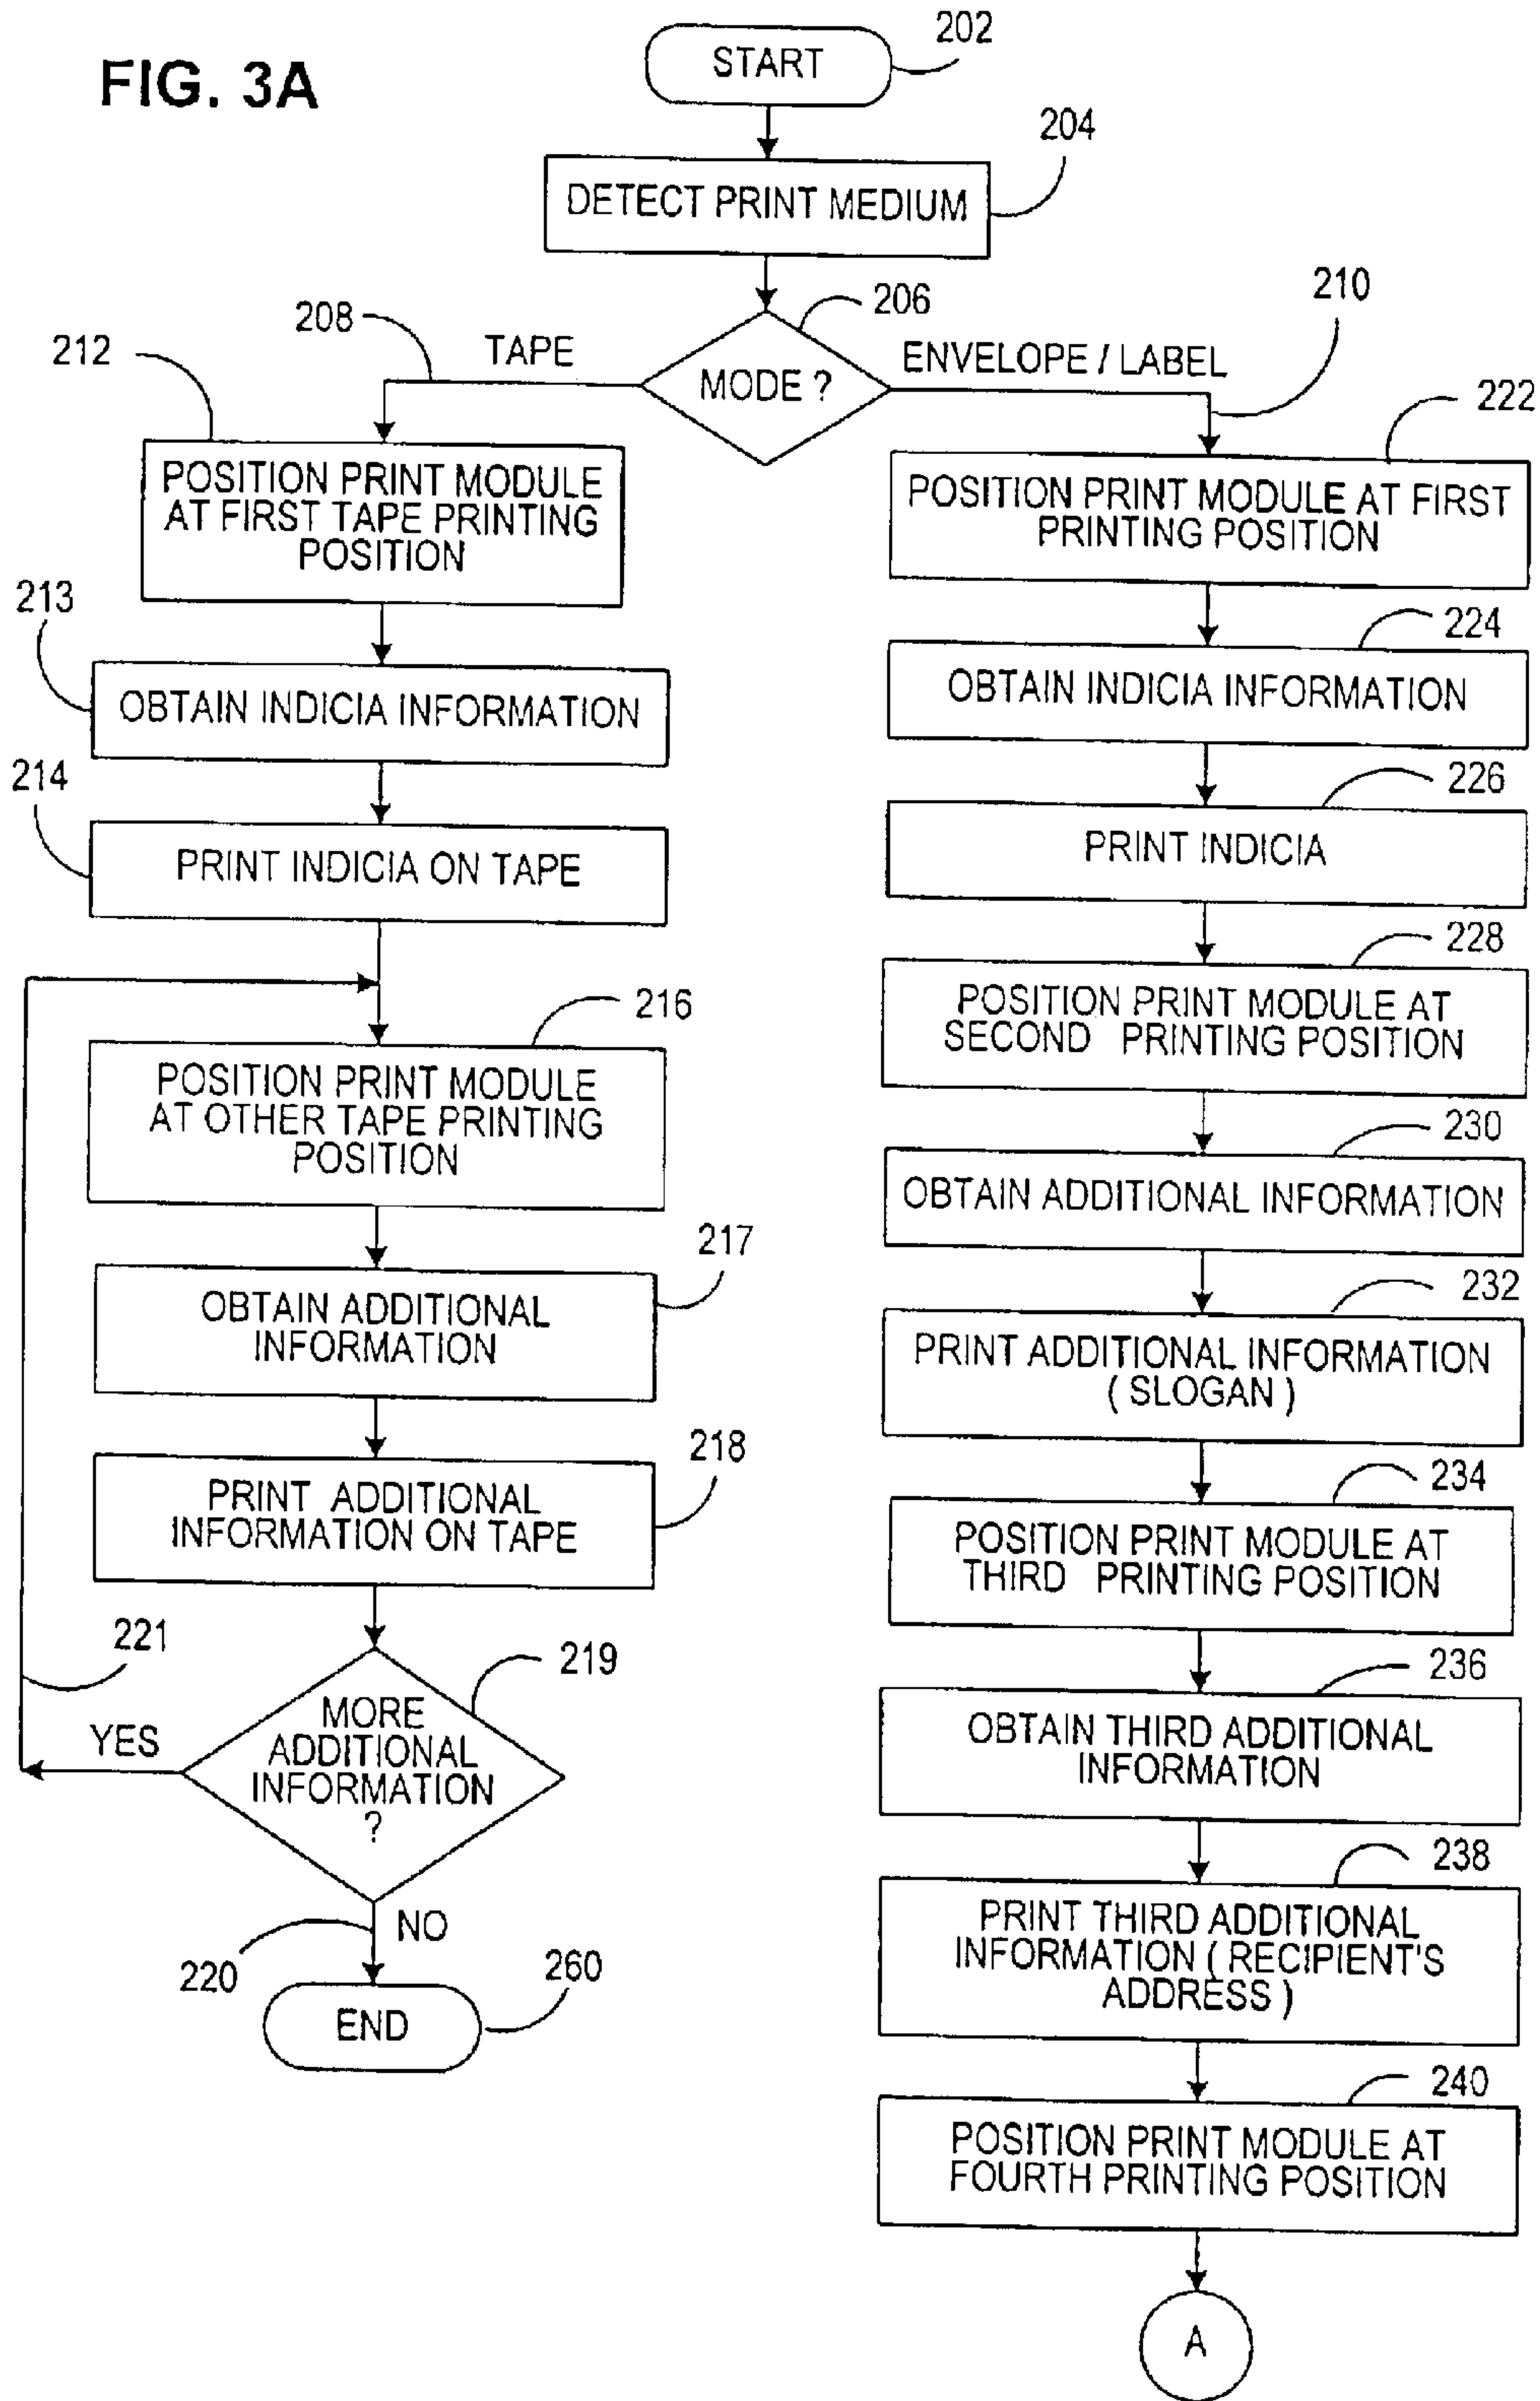 FIG. 3A
START
202
DETECT PRINT MEDIUM
204
MODE ?
206
208
TAPE
ENVELOPE / LABEL
210
212
POSITION PRINT MODULE
AT FIRST TAPE PRINTING
POSITION
213
OBTAIN INDICIA INFORMATION
214
PRINT INDICIA ON TAPE
216
POSITION PRINT MODULE
AT OTHER TAPE PRINTING
POSITION
217
OBTAIN ADDITIONAL
INFORMATION
218
PRINT ADDITIONAL
INFORMATION ON TAPE
221
219
MORE
ADDITIONAL
INFORMATION
?
YES
NO
220
END
260
222
POSITION PRINT MODULE AT FIRST
PRINTING POSITION
224
OBTAIN INDICIA INFORMATION
226
PRINT INDICIA
228
POSITION PRINT MODULE AT
SECOND PRINTING POSITION
230
OBTAIN ADDITIONAL INFORMATION
232
PRINT ADDITIONAL INFORMATION
( SLOGAN )
234
POSITION PRINT MODULE AT
THIRD PRINTING POSITION
236
OBTAIN THIRD ADDITIONAL
INFORMATION
238
PRINT THIRD ADDITIONAL
INFORMATION ( RECIPIENT'S
ADDRESS )
240
POSITION PRINT MODULE AT
FOURTH PRINTING POSITION
A